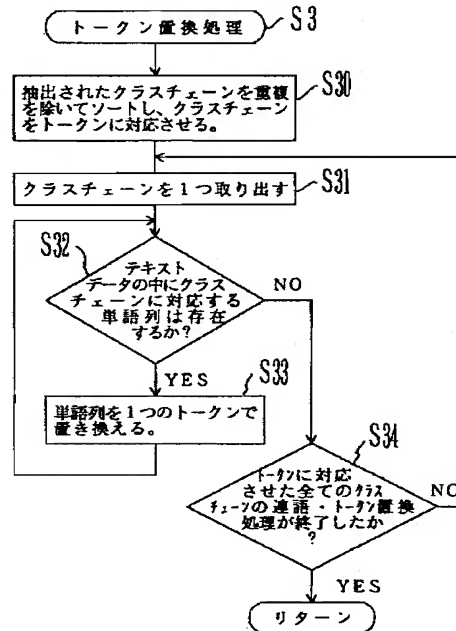 トークン置換処理
S3
抽出されたクラスチェーンを重複
を除いてソートし、クラスチェーン
をトークンに対応させる。
S30
クラスチェーンを1つ取り出す
S31
S32
テキスト
データの中にクラス
チェーンに対応する
単語列は存在
するか?
NO
YES
S33
単語列を1つのトークンで
置き換える。
S34
トークンに対応
させた全てのクラス
チェーンの連語・トークン置換
処理が終了したか
?
NO
YES
リターン